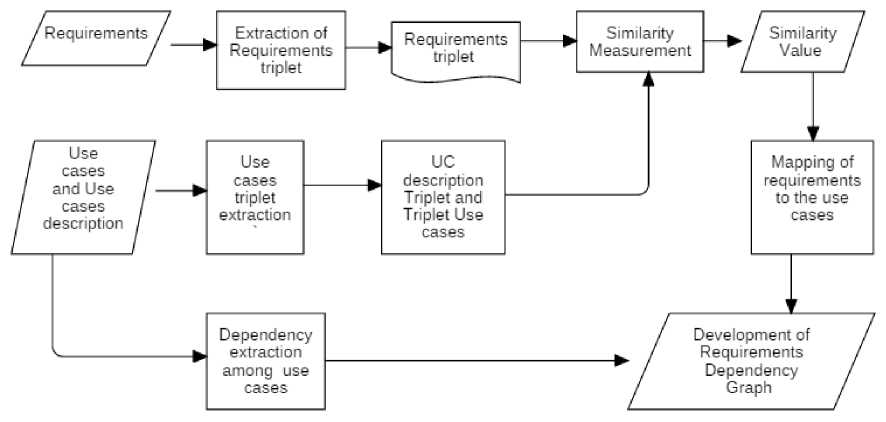 Requirements
Extraction of
Requirements
triplet
Requirements
triplet
Similarity
Measurement
Similarity
Value
Use
cases
and Use
cases
description
Use
cases
triplet
extraction
`
UC
description
Triplet and
Triplet Use
cases
Mapping of
requirements
to the use
cases
Dependency
extraction
among use
cases
Development of
Requirements
Dependency
Graph